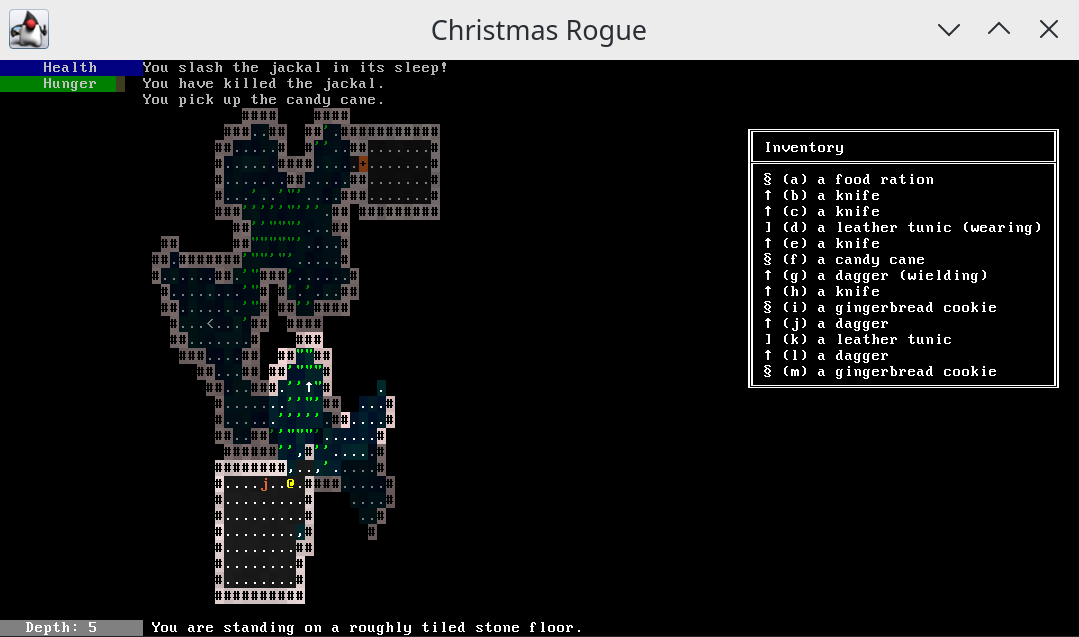 Christmas Rogue
Health
You slash the jackal in its sleep!
Hunger
You have killed the jackal.
You pick up the candy cane.
Inventory
§ (a) a food ration
↑ (b) a knife
↑ (c) a knife
] (d) a leather tunic (wearing)
↑ (e) a knife
§ (f) a candy cane
↑ (g) a dagger (wielding)
↑ (h) a knife
§ (i) a gingerbread cookie
↑ (j) a dagger
] (k) a leather tunic
↑ (l) a dagger
§ (m) a gingerbread cookie
Depth: 5
You are standing on a roughly tiled stone floor.